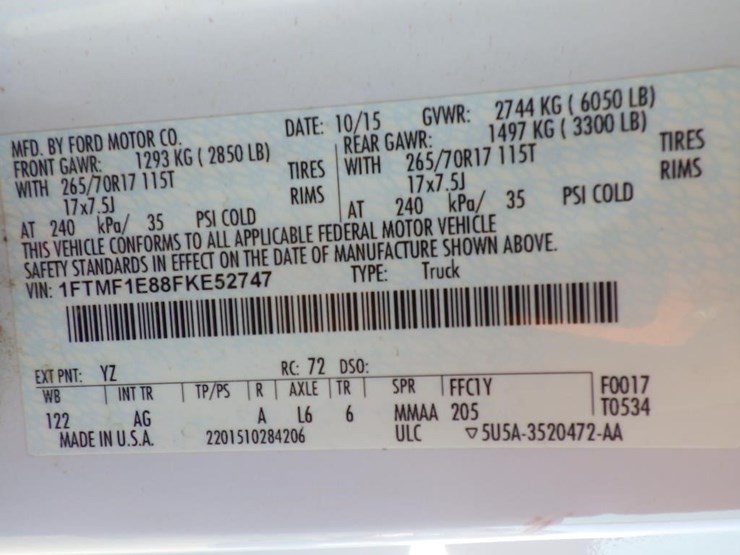 MFD. BY FORD MOTOR CO. DATE: 10/15 GVWR: 2744 KG ( 6050 LB)
FRONT GAWR: 1293 KG ( 2850 LB) REAR GAWR: 1497 KG ( 3300 LB)
WITH 265/70R17 115T TIRES WITH 265/70R17 115T TIRES
17x7.5J RIMS 17x7.5J RIMS
AT 240 kPa/ 35 PSI COLD AT 240 kPa/ 35 PSI COLD
THIS VEHICLE CONFORMS TO ALL APPLICABLE FEDERAL MOTOR VEHICLE
SAFETY STANDARDS IN EFFECT ON THE DATE OF MANUFACTURE SHOWN ABOVE.
VIN: 1FTMF1E88FKE52747 TYPE: Truck
EXT PNT: YZ RC: 72 DSO:
WB INT TR TP/PS R AXLE TR SPR FFC1Y F0017
122 AG A L6 6 MMAA 205 T0534
MADE IN U.S.A. 2201510284206 ULC ▽5U5A-3520472-AA